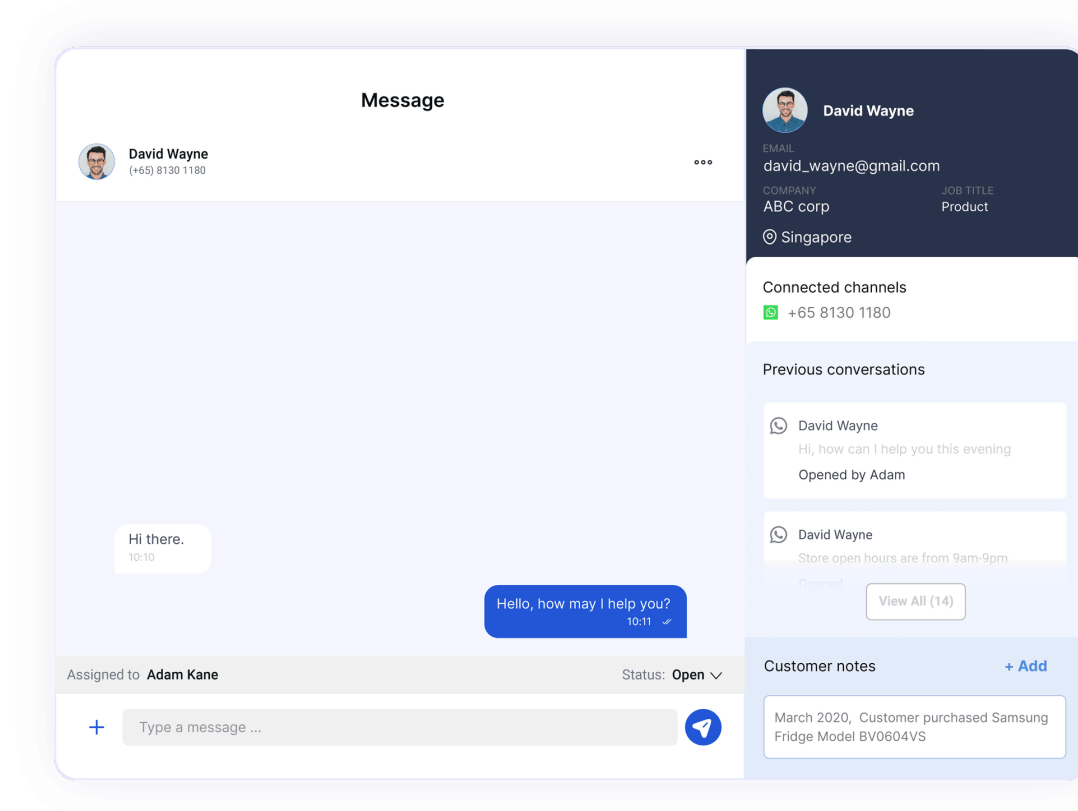 Message
David Wayne
(+65) 8130 1180
Hi there.
10:10
Hello, how may I help you?
10:11
Assigned to Adam Kane
Status: Open
Type a message ...
David Wayne
EMAIL
david_wayne@gmail.com
COMPANY
ABC corp
JOB TITLE
Product
Singapore
Connected channels
+65 8130 1180
Previous conversations
David Wayne
Hi, how can I help you this evening
Opened by Adam
David Wayne
Store open hours are from 9am-9pm
Opened
View All (14)
Customer notes
+ Add
March 2020, Customer purchased Samsung
Fridge Model BV0604VS